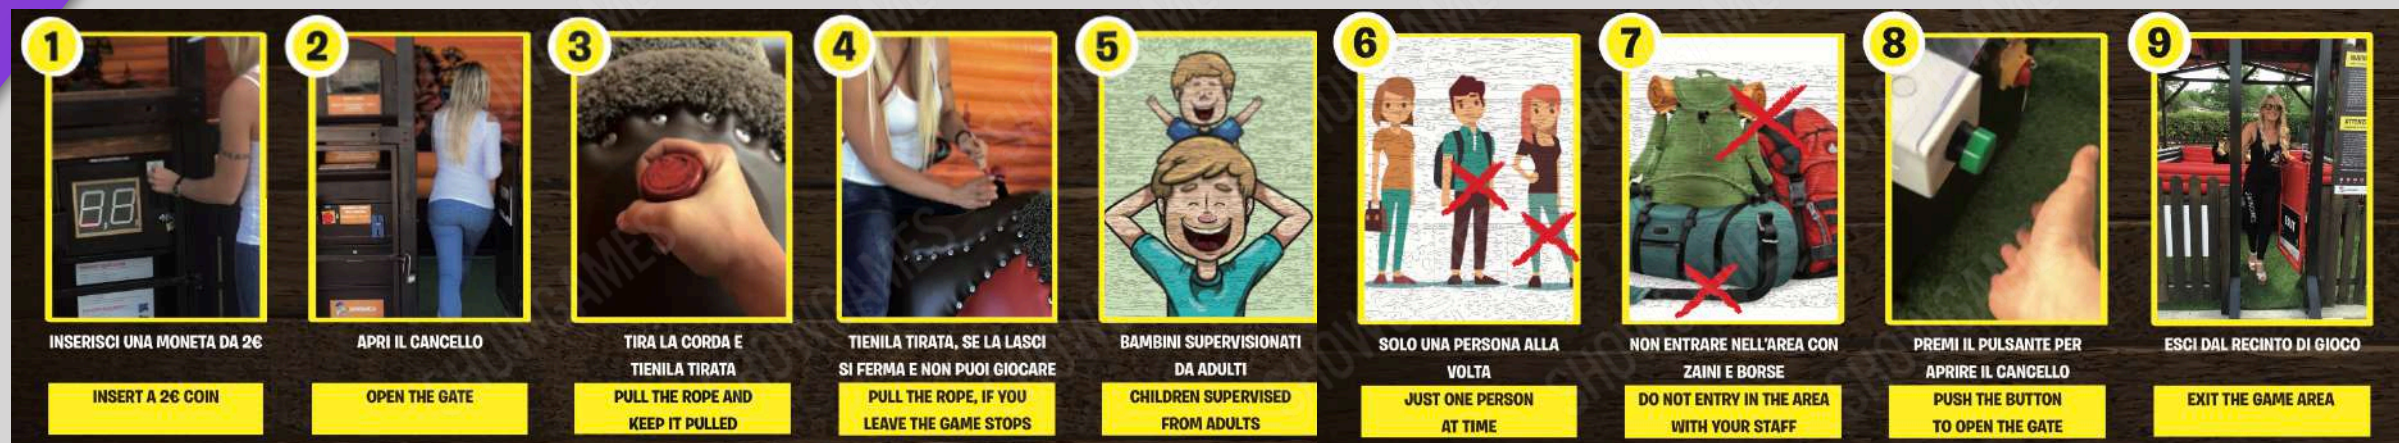 1
INSERISCI UNA MONETA DA 2€
INSERT A 2€ COIN
2
APRI IL CANCELLO
OPEN THE GATE
3
TIRA LA CORDA E
TIENILA TIRATA
PULL THE ROPE AND
KEEP IT PULLED
4
TIENILA TIRATA, SE LA LASCI
SI FERMA E NON PUOI GIOCARE
PULL THE ROPE, IF YOU
LEAVE THE GAME STOPS
5
BAMBINI SUPERVISIONATI
DA ADULTI
CHILDREN SUPERVISED
FROM ADULTS
6
SOLO UNA PERSONA ALLA
VOLTA
JUST ONE PERSON
AT TIME
7
NON ENTRARE NELL'AREA CON
ZAINI E BORSE
DO NOT ENTRY IN THE AREA
WITH YOUR STAFF
8
PREMI IL PULSANTE PER
APRIRE IL CANCELLO
PUSH THE BUTTON
TO OPEN THE GATE
9
EXIT
ESCI DAL RECINTO DI GIOCO
EXIT THE GAME AREA
SHOWGAMES